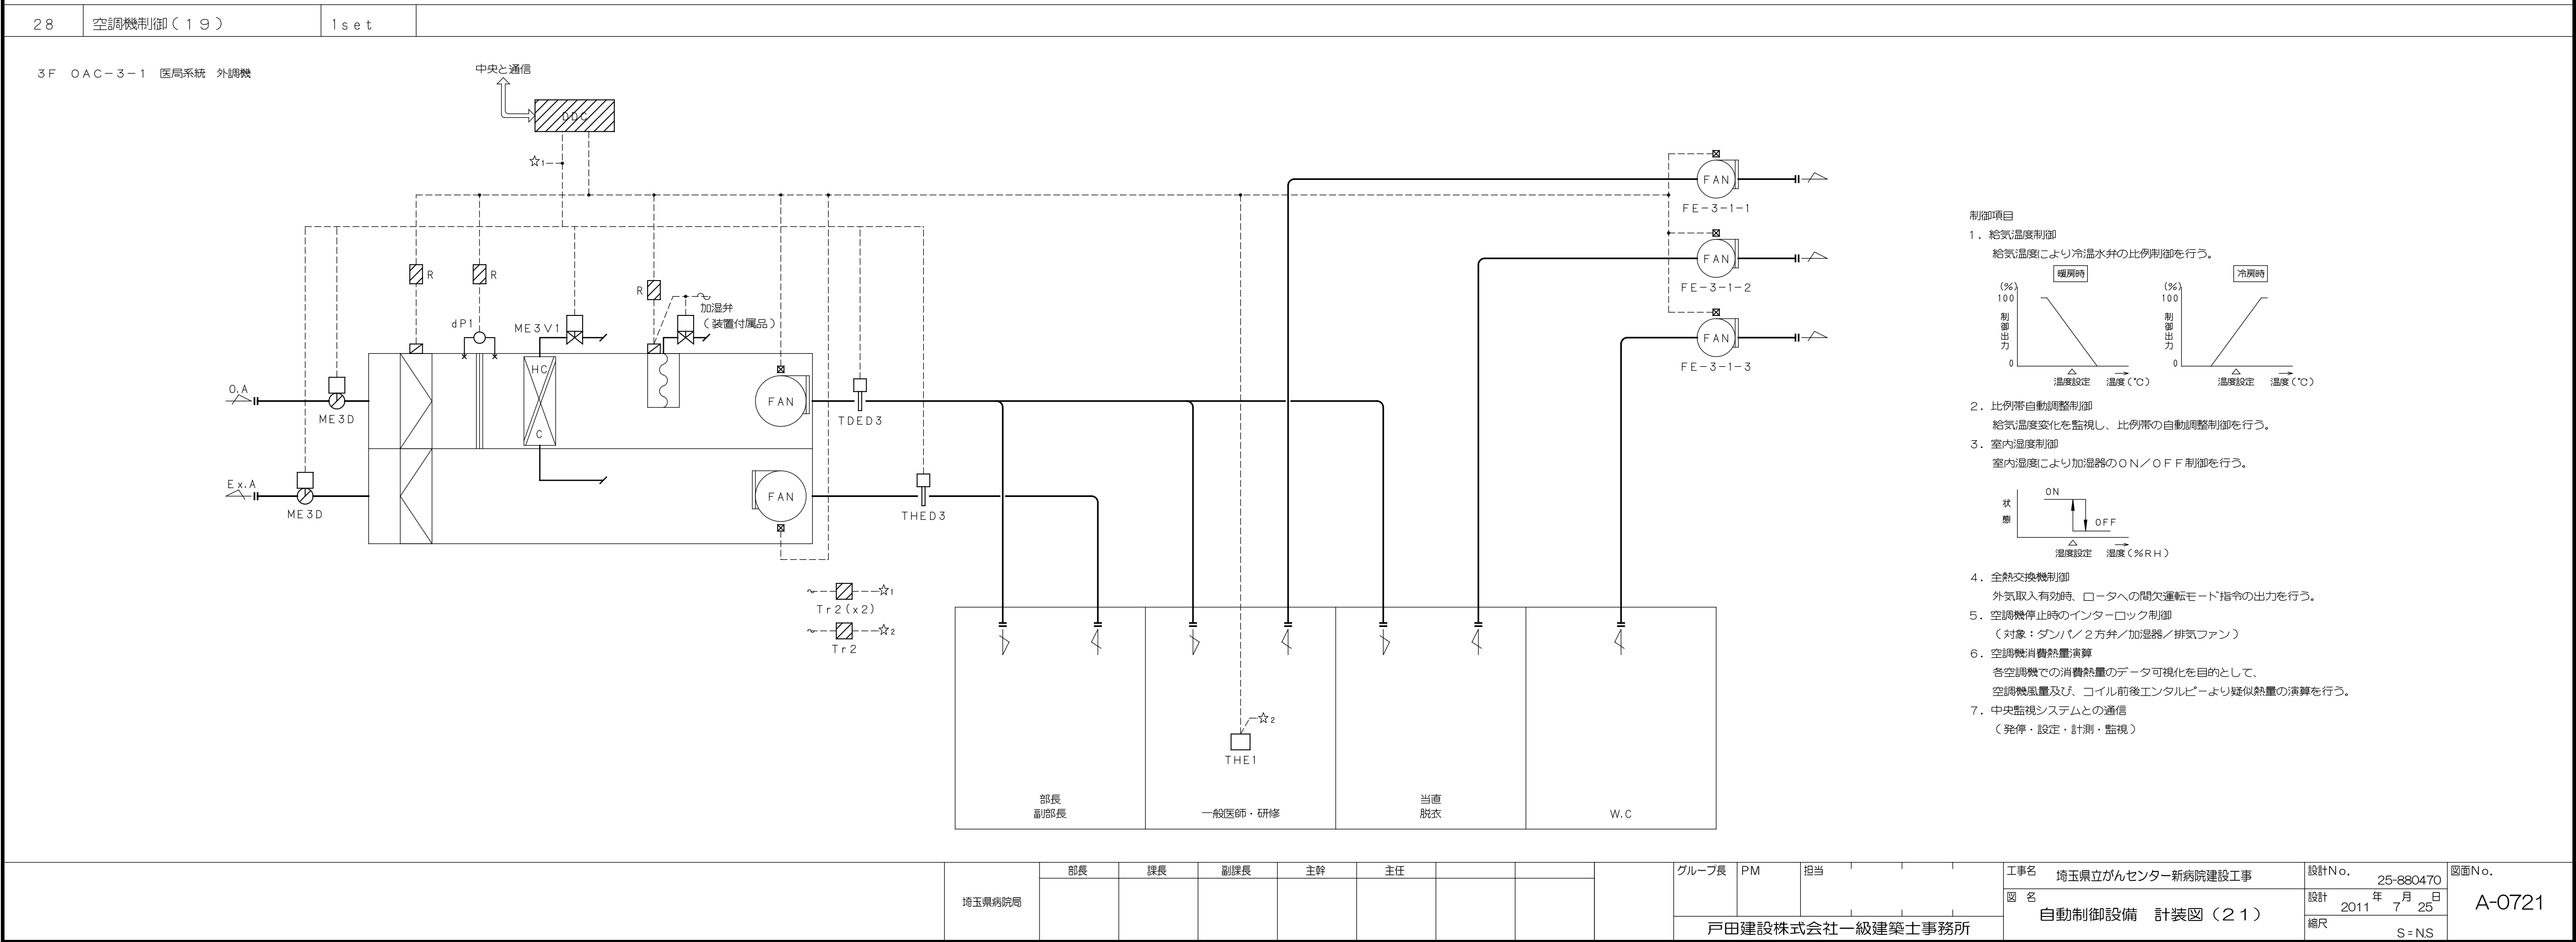 28 空調機制御（１９） 1set
3F OAC-3-1 医局系統 外調機
中央と通信
DDC
☆1
R
R
R
dP1
ME3V1
加湿弁
（装置付属品）
HC
C
O.A
ME3D
Ex.A
ME3D
FAN
FAN
TDED3
THED3
FAN
FE-3-1-1
FAN
FE-3-1-2
FAN
FE-3-1-3
☆1
Tr2(x2)
☆2
Tr2
☆2
THE1
部長
副部長
一般医師・研修
当直
脱衣
W.C
制御項目
1．給気温度制御
給気温度により冷温水弁の比例制御を行う。
暖房時
(%)
100
制御出力
0
温度設定 温度(℃)
冷房時
(%)
100
制御出力
0
温度設定 温度(℃)
2．比例帯自動調整制御
給気温度変化を監視し、比例帯の自動調整制御を行う。
3．室内湿度制御
室内湿度により加湿器のＯＮ／ＯＦＦ制御を行う。
状態
ON
OFF
湿度設定 湿度(%RH)
4．全熱交換機制御
外気取入有効時、ロータへの間欠運転モード指令の出力を行う。
5．空調機停止時のインターロック制御
（対象：ダンパ／２方弁／加湿器／排気ファン）
6．空調機消費熱量演算
各空調機での消費熱量のデータ可視化を目的として、
空調機風量及び、コイル前後エンタルピーより疑似熱量の演算を行う。
7．中央監視システムとの通信
（発停・設定・計測・監視）
埼玉県病院局
部長 課長 副課長 主幹 主任
グループ長 PM 担当
戸田建設株式会社一級建築士事務所
工事名 埼玉県立がんセンター新病院建設工事
図 名 自動制御設備 計装図（２１）
設計No. 25-880470
設計 2011年 7月 25日
縮尺 S=N.S
図面No.
A-0721